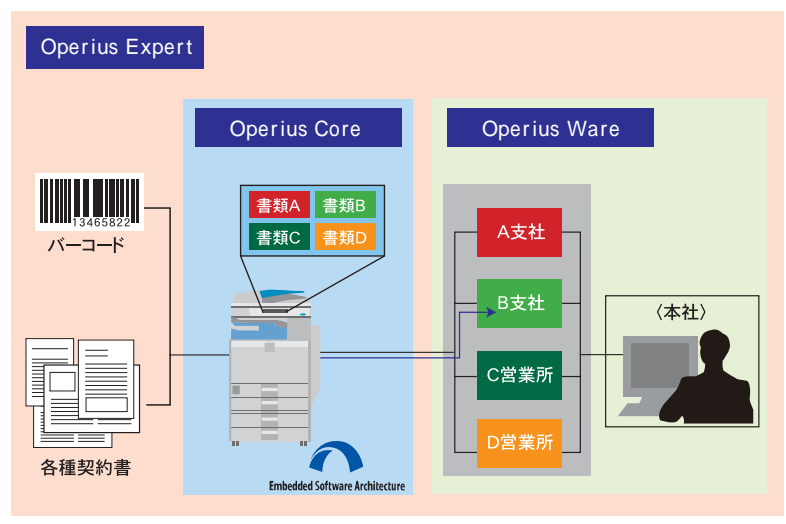 Operius Expert
Operius Core
Operius Ware
13465822
バーコード
書類A
書類B
書類C
書類D
A支社
B支社
C営業所
D営業所
〈本社〉
各種契約書
Embedded Software Architecture